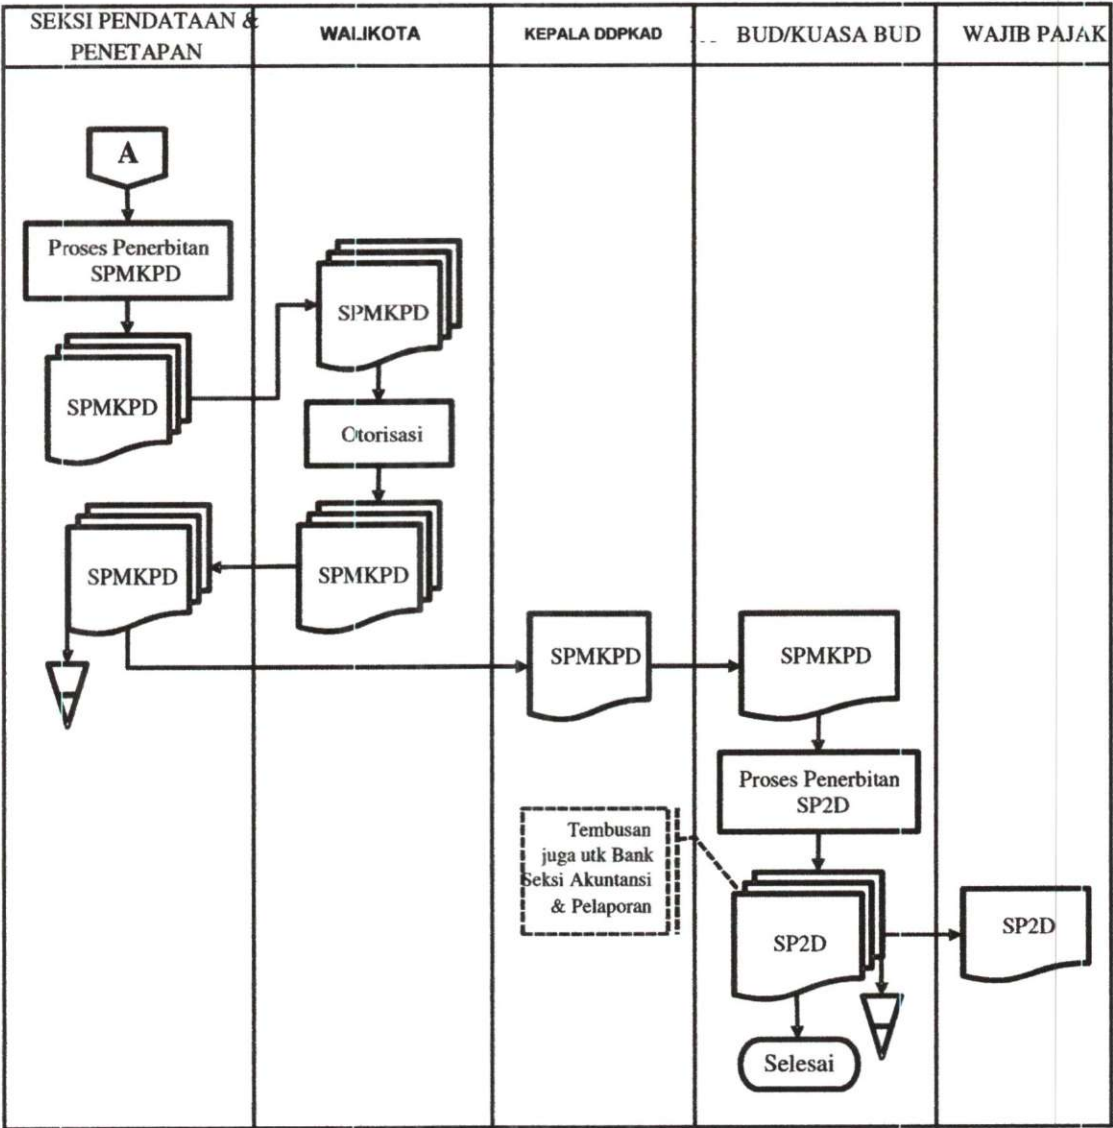 SEKSI PENDATAAN &
PENETAPAN
WALIKOTA
KEPALA DDPKAD
BUD/KUASA BUD
WAJIB PAJAK
A
Proses Penerbitan
SPMKPD
SPMKPD
SPMKPD
Otorisasi
SPMKPD
SPMKPD
SPMKPD
SPMKPD
Proses Penerbitan
SP2D
Tembusan
juga utk Bank
Seksi Akuntansi
& Pelaporan
SP2D
SP2D
Selesai